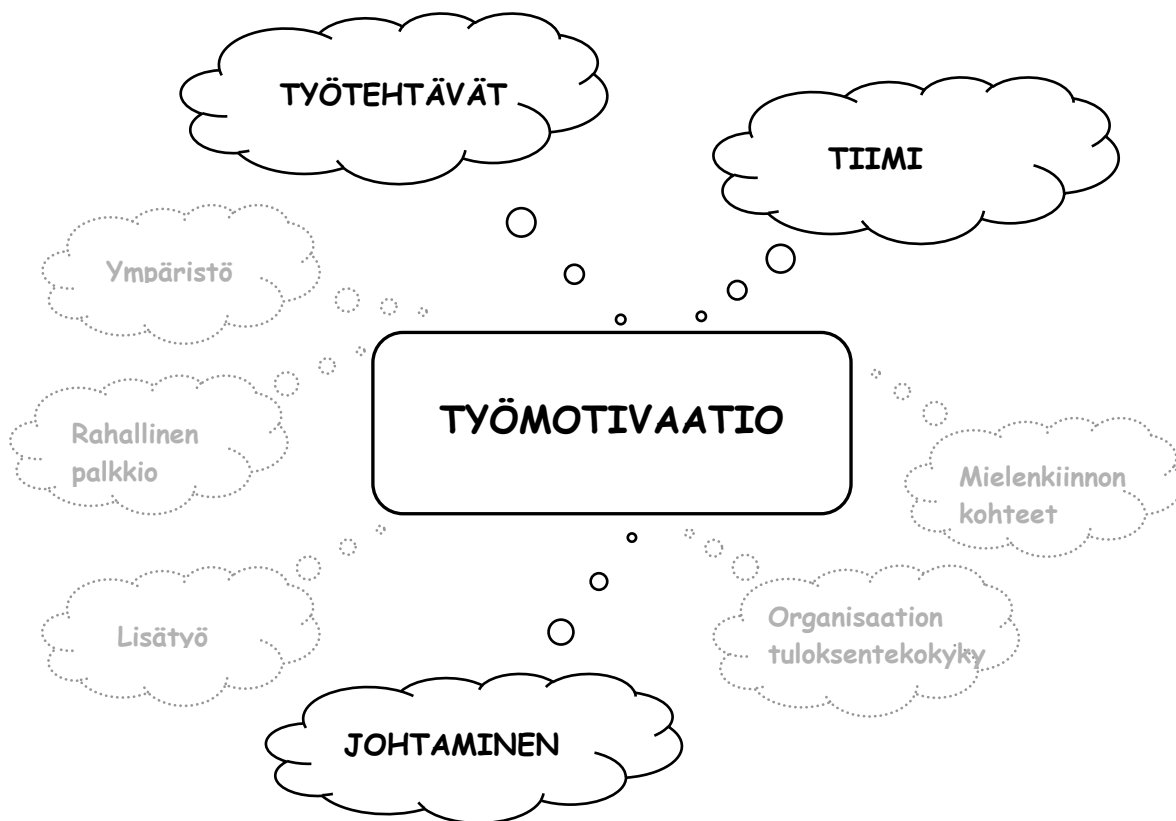 TYÖTEHTÄVÄT
TIIMI
Ympäristö
TYÖMOTIVAATIO
Rahallinen
palkkio
Mielenkiinnon
kohteet
Lisätyö
Organisaation
tuloksentekokyky
JOHTAMINEN